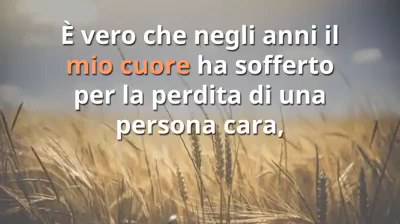 È vero che negli anni il
mio cuore ha sofferto
per la perdita di una
persona cara,